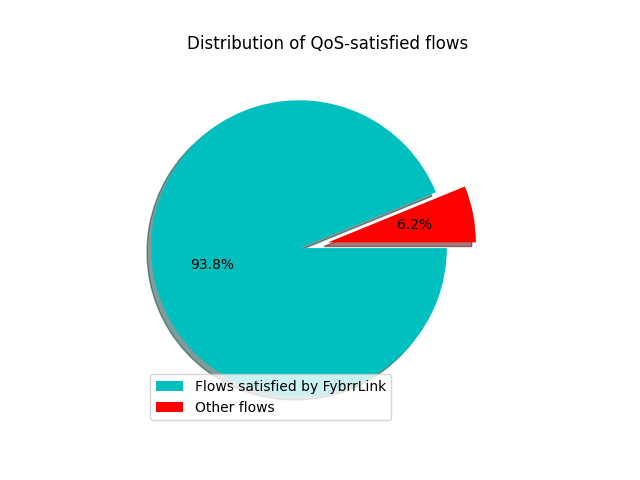 Distribution of QoS-satisfied flows
6.2%
93.8%
Flows satisfied by FybrrLink
Other flows